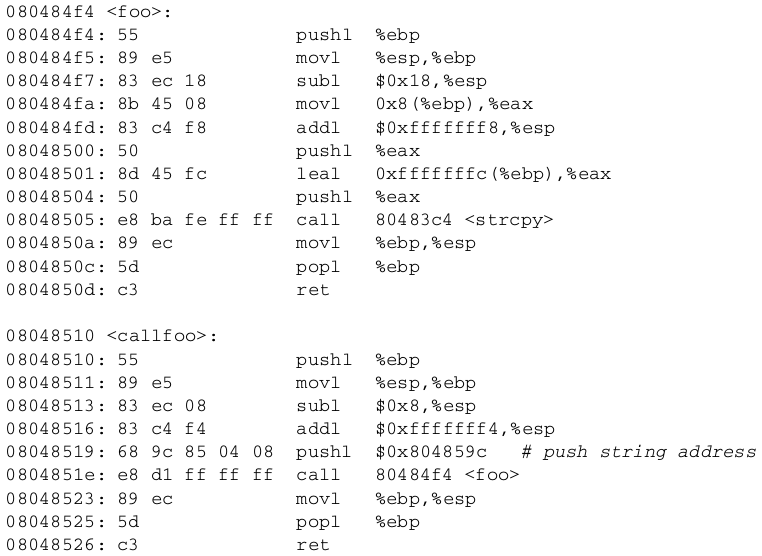 080484f4 <foo>:
080484f4: 55 pushl %ebp
080484f5: 89 e5 movl %esp,%ebp
080484f7: 83 ec 18 subl $0x18,%esp
080484fa: 8b 45 08 movl 0x8(%ebp),%eax
080484fd: 83 c4 f8 addl $0xfffffff8,%esp
08048500: 50 pushl %eax
08048501: 8d 45 fc leal 0xfffffffc(%ebp),%eax
08048504: 50 pushl %eax
08048505: e8 ba fe ff ff call 80483c4 <strcpy>
0804850a: 89 ec movl %ebp,%esp
0804850c: 5d popl %ebp
0804850d: c3 ret
08048510 <callfoo>:
08048510: 55 pushl %ebp
08048511: 89 e5 movl %esp,%ebp
08048513: 83 ec 08 subl $0x8,%esp
08048516: 83 c4 f4 addl $0xfffffff4,%esp
08048519: 68 9c 85 04 08 pushl $0x804859c # push string address
0804851e: e8 d1 ff ff ff call 80484f4 <foo>
08048523: 89 ec movl %ebp,%esp
08048525: 5d popl %ebp
08048526: c3 ret